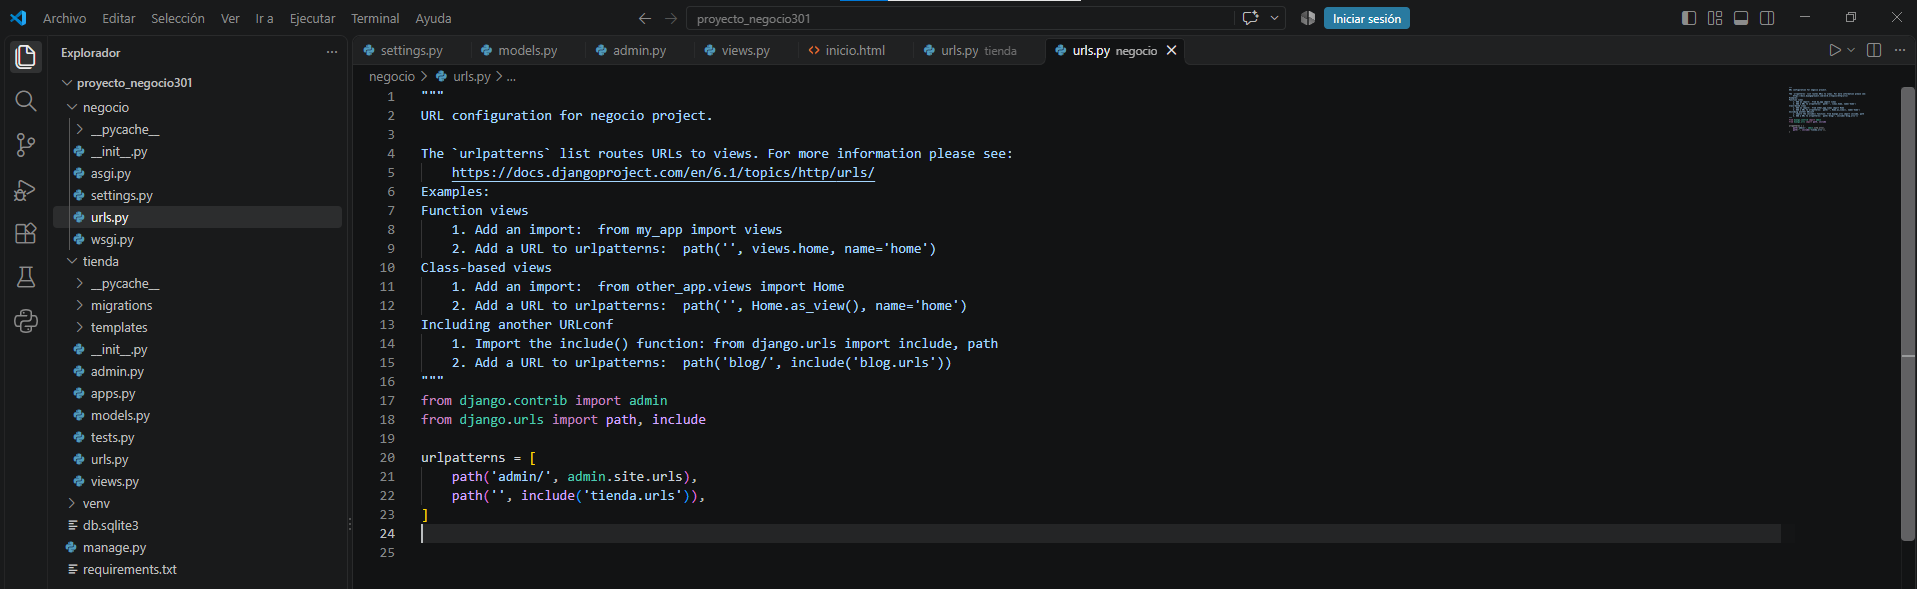 Archivo Editar Selección Ver Ir a Ejecutar Terminal Ayuda
proyecto_negocio301
Iniciar sesión
Explorador
proyecto_negocio301
negocio
__pycache__
__init__.py
asgi.py
settings.py
urls.py
wsgi.py
tienda
__pycache__
migrations
templates
__init__.py
admin.py
apps.py
models.py
tests.py
urls.py
views.py
venv
db.sqlite3
manage.py
requirements.txt
settings.py models.py admin.py views.py inicio.html urls.py tienda urls.py negocio
negocio > urls.py > ...
1 """
2 URL configuration for negocio project.
3
4 The `urlpatterns` list routes URLs to views. For more information please see:
5 https://docs.djangoproject.com/en/6.1/topics/http/urls/
6 Examples:
7 Function views
8 1. Add an import:  from my_app import views
9 2. Add a URL to urlpatterns:  path('', views.home, name='home')
10 Class-based views
11 1. Add an import:  from other_app.views import Home
12 2. Add a URL to urlpatterns:  path('', Home.as_view(), name='home')
13 Including another URLconf
14 1. Import the include() function: from django.urls import include, path
15 2. Add a URL to urlpatterns:  path('blog/', include('blog.urls'))
16 """
17 from django.contrib import admin
18 from django.urls import path, include
19
20 urlpatterns = [
21 path('admin/', admin.site.urls),
22 path('', include('tienda.urls')),
23 ]
24
25